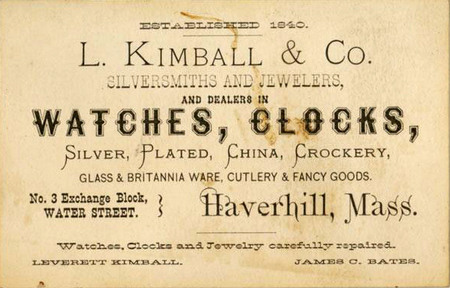 ESTABLISHED 1840.
L. KIMBALL & CO.
SILVERSMITHS AND JEWELERS,
AND DEALERS IN
WATCHES, CLOCKS,
SILVER, PLATED, CHINA, CROCKERY,
GLASS & BRITANNIA WARE, CUTLERY & FANCY GOODS.
No. 3 Exchange Block,
WATER STREET.
Haverhill, Mass.
Watches, Clocks and Jewelry carefully repaired.
LEVERETT KIMBALL. JAMES C. BATES.